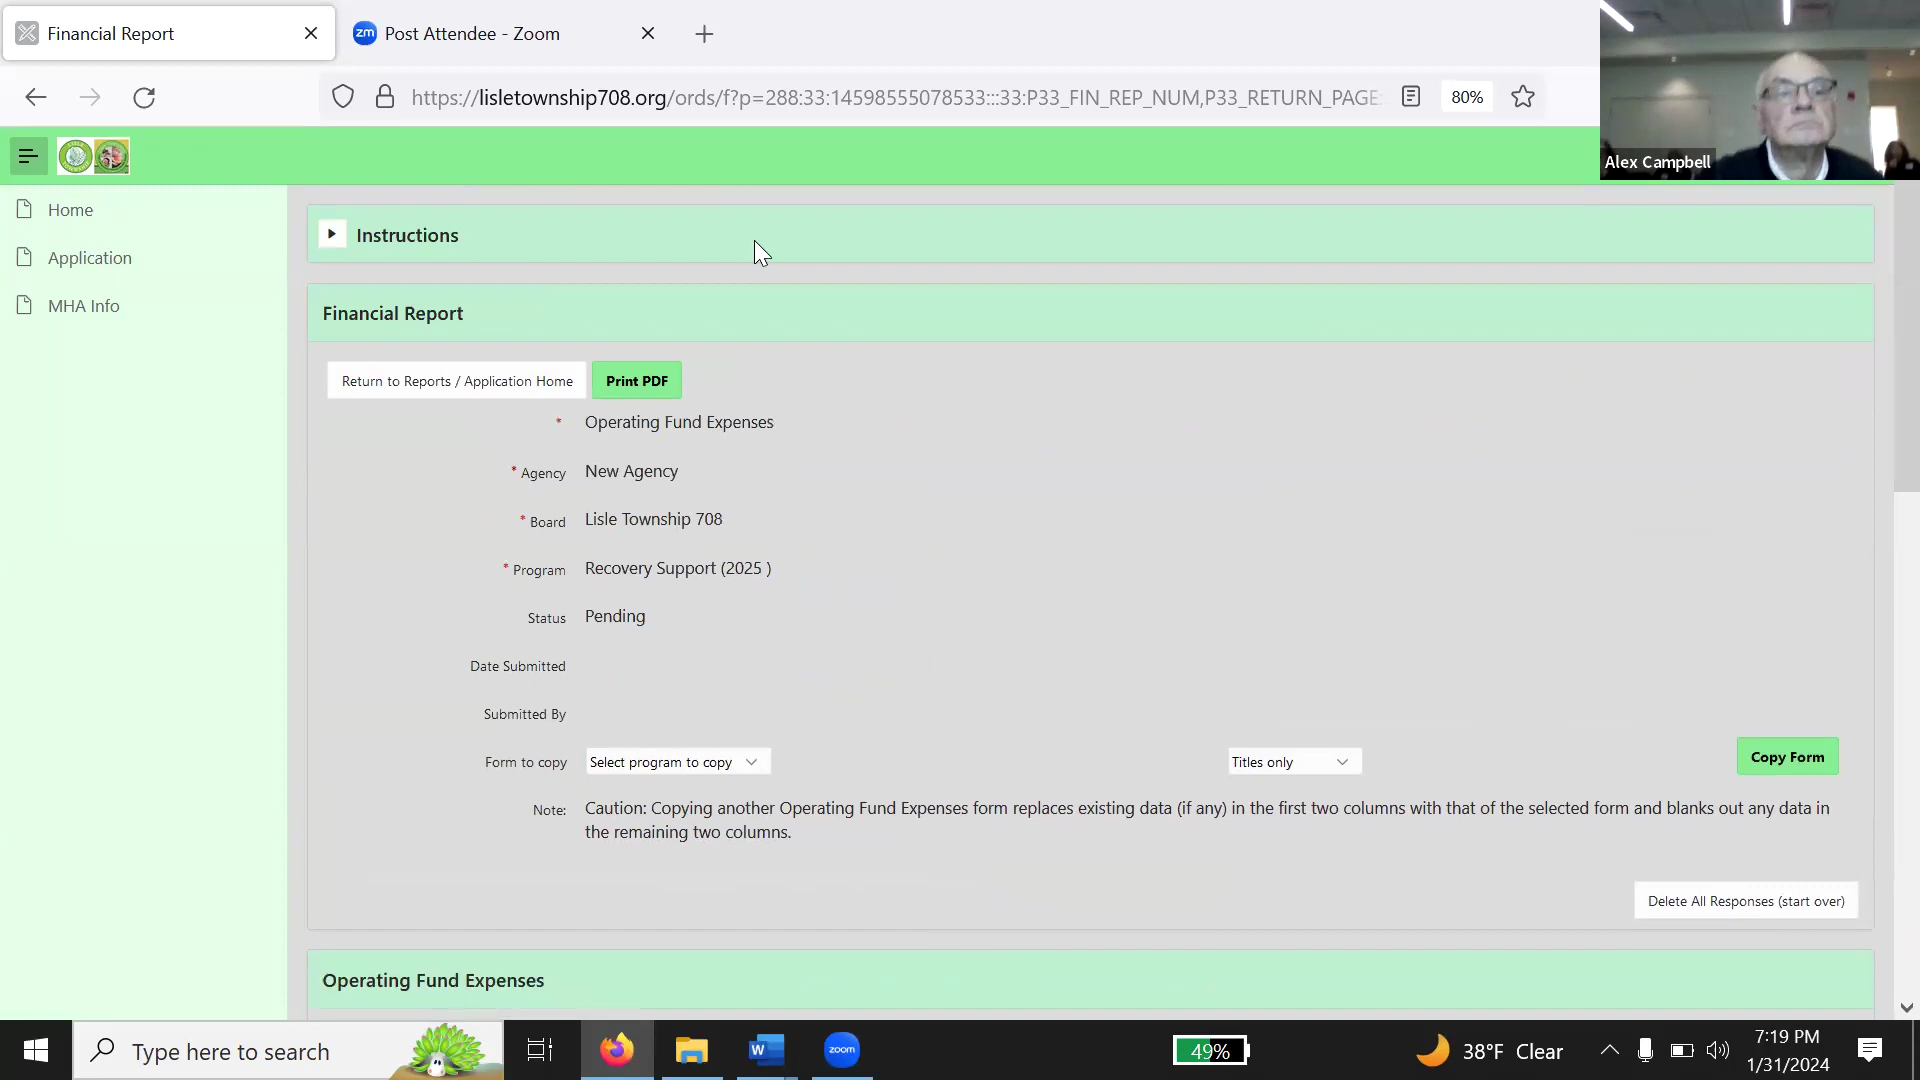 Financial Report
zm Post Attendee - Zoom
https://lisletownship708.org/ords/f?p=288:33:14598555078533:::33:P33_FIN_REP_NUM,P33_RETURN_PAGE:
80%
Alex Campbell
Home
Application
MHA Info
Instructions
Financial Report
Return to Reports / Application Home
Print PDF
* Operating Fund Expenses
* Agency New Agency
* Board Lisle Township 708
* Program Recovery Support (2025 )
Status Pending
Date Submitted
Submitted By
Form to copy Select program to copy Titles only Copy Form
Note: Caution: Copying another Operating Fund Expenses form replaces existing data (if any) in the first two columns with that of the selected form and blanks out any data in
the remaining two columns.
Delete All Responses (start over)
Operating Fund Expenses
Type here to search
W
zoom
49%
38°F Clear
7:19 PM
1/31/2024